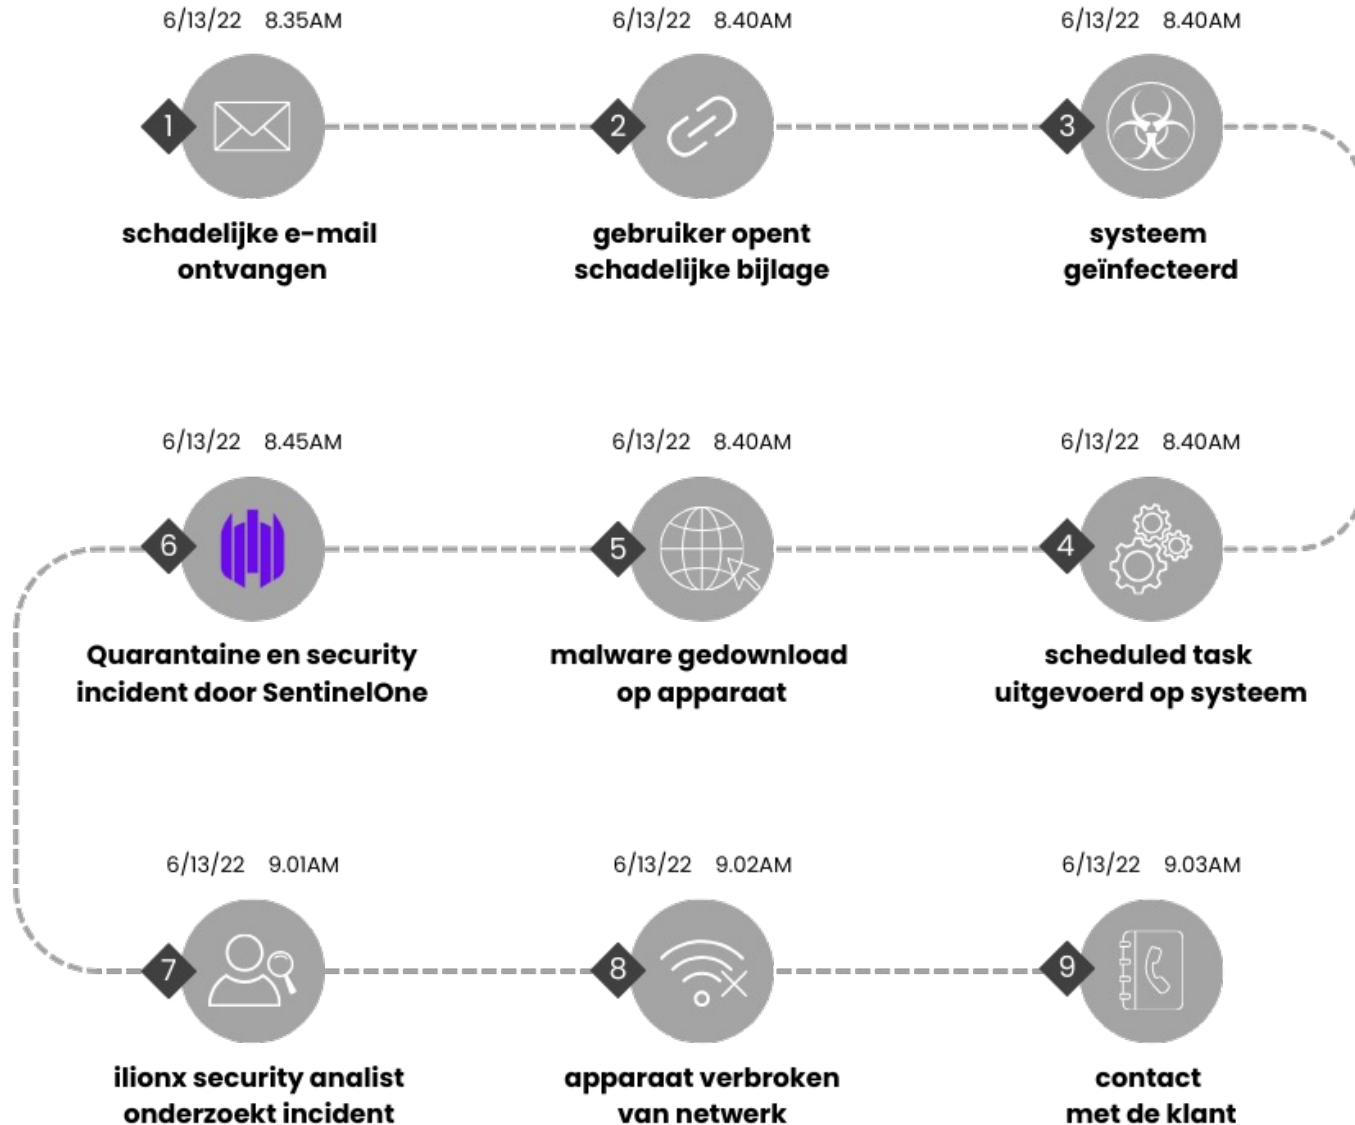 6/13/22 8.35AM
1
schadelijke e-mail
ontvangen
6/13/22 8.40AM
2
gebruiker opent
schadelijke bijlage
6/13/22 8.40AM
3
systeem
geïnfecteerd
6/13/22 8.40AM
4
scheduled task
uitgevoerd op systeem
6/13/22 8.40AM
5
malware gedownload
op apparaat
6/13/22 8.45AM
6
Quarantaine en security
incident door SentinelOne
6/13/22 9.01AM
7
ilionx security analist
onderzoekt incident
6/13/22 9.02AM
8
apparaat verbroken
van netwerk
6/13/22 9.03AM
9
contact
met de klant